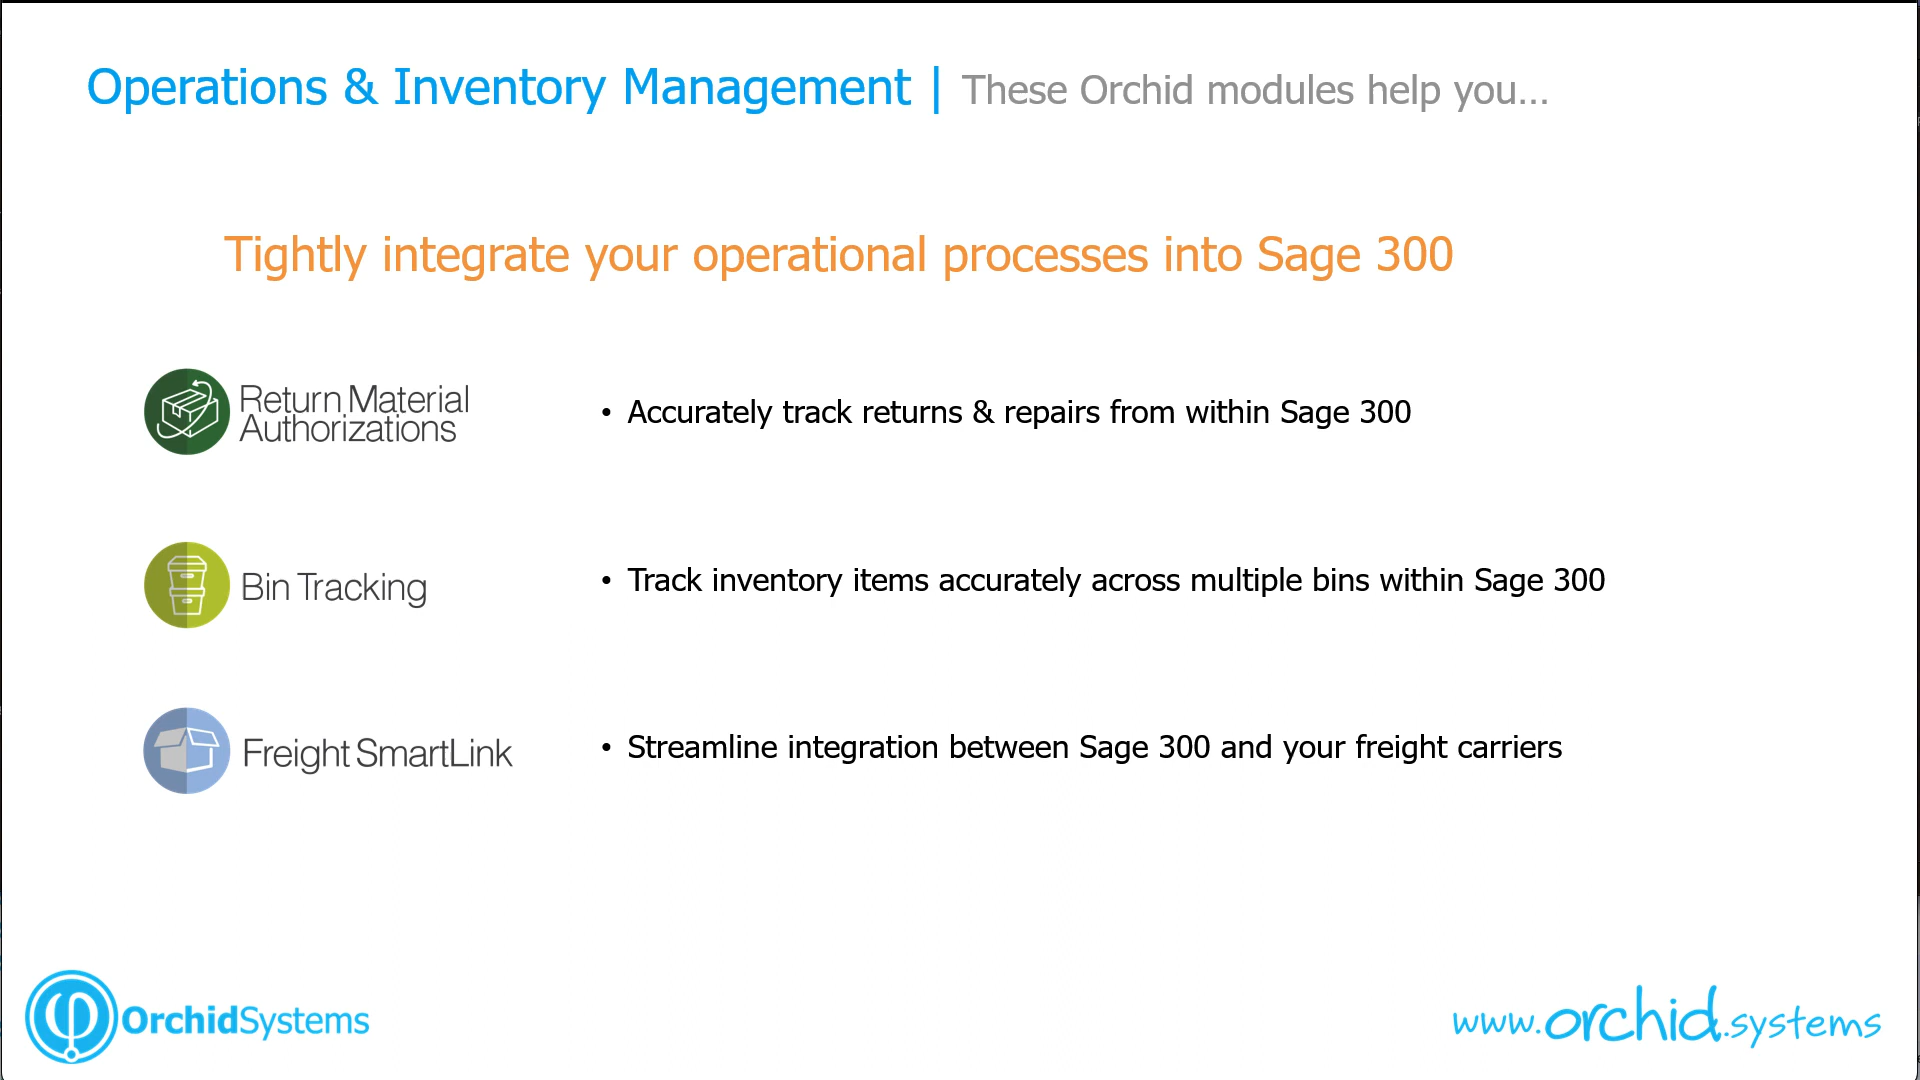 Operations & Inventory Management | These Orchid modules help you...
Tightly integrate your operational processes into Sage 300
Return Material
Authorizations
• Accurately track returns & repairs from within Sage 300
Bin Tracking
• Track inventory items accurately across multiple bins within Sage 300
Freight SmartLink
• Streamline integration between Sage 300 and your freight carriers
OrchidSystems
www.orchid.systems